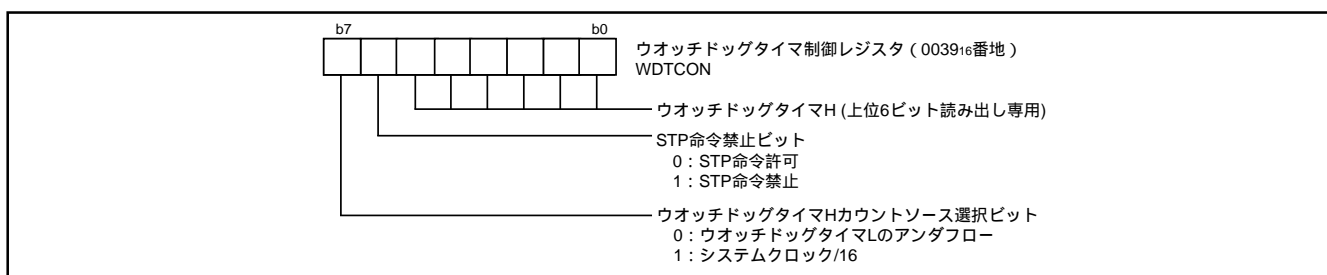 b7 b0
ウオッチドッグタイマ制御レジスタ（003916番地）
WDTCON
ウオッチドッグタイマH (上位6ビット読み出し専用)
STP命令禁止ビット
0：STP命令許可
1：STP命令禁止
ウオッチドッグタイマHカウントソース選択ビット
0：ウオッチドッグタイマLのアンダフロー
1：システムクロック/16